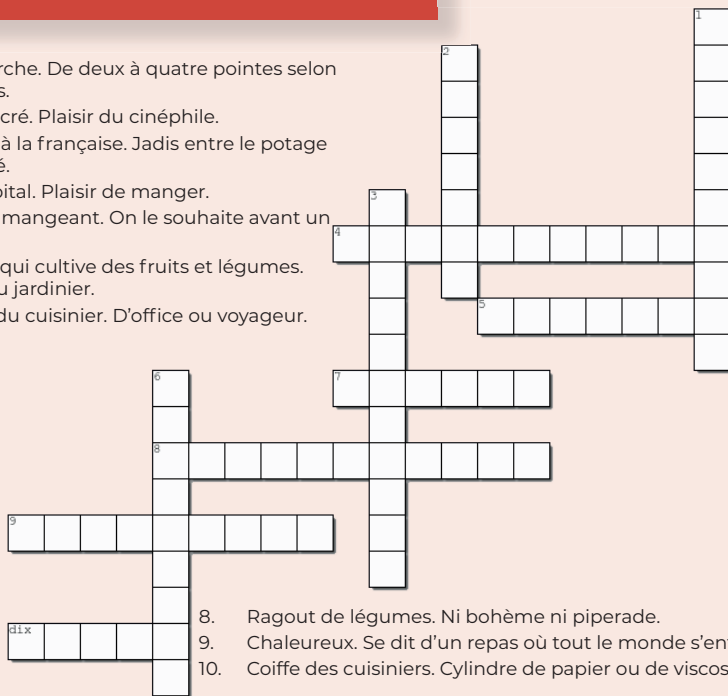 1
2
rche. De deux à quatre pointes selon
s.
cré. Plaisir du cinéphile.
à la française. Jadis entre le potage
é.
pital. Plaisir de manger.
3
mangeant. On le souhaite avant un
4
qui cultive des fruits et légumes.
u jardinier.
5
du cuisinier. D’office ou voyageur.
6
7
8
9
dix
8. Ragout de légumes. Ni bohème ni piperade.
9. Chaleureux. Se dit d’un repas où tout le monde s’en
10. Coiffe des cuisiniers. Cylindre de papier ou de viscos